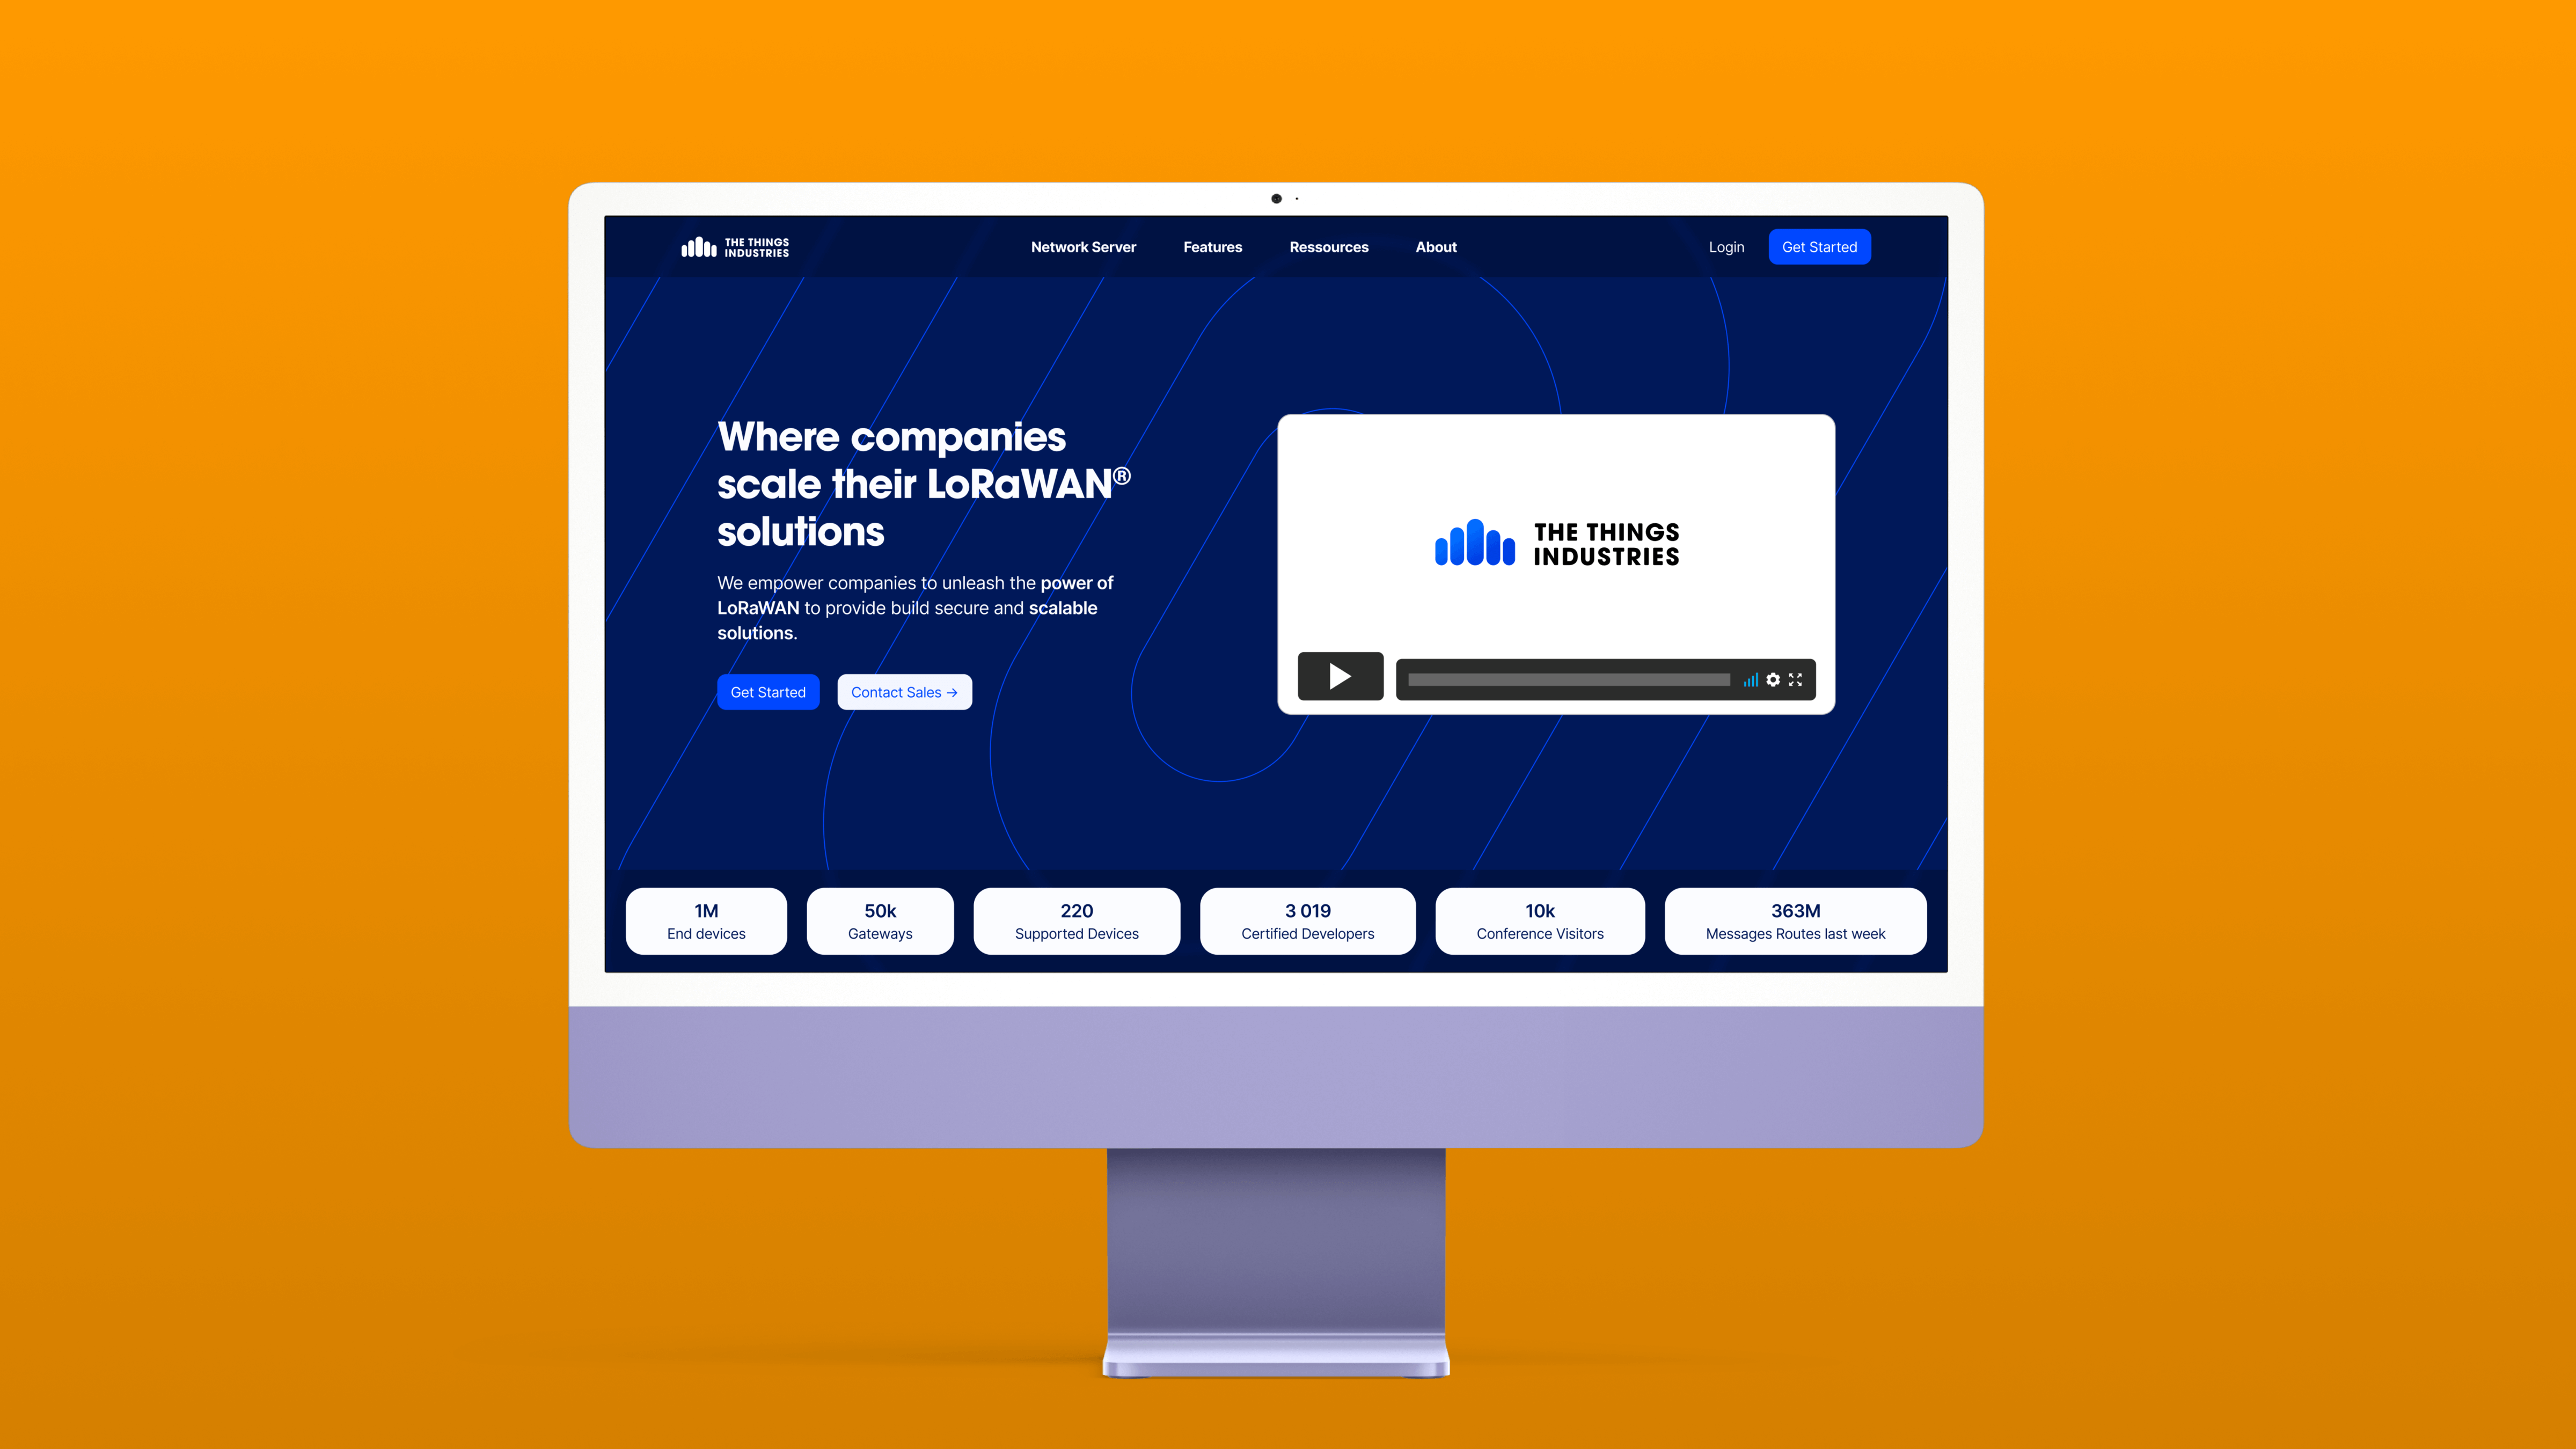 THE THINGS
INDUSTRIES
Network Server
Features
Ressources
About
Login
Get Started
Where companies
scale their LoRaWAN®
solutions
We empower companies to unleash the power of
LoRaWAN to provide build secure and scalable
solutions.
Get Started
Contact Sales →
THE THINGS
INDUSTRIES
1M
End devices
50k
Gateways
220
Supported Devices
3 019
Certified Developers
10k
Conference Visitors
363M
Messages Routes last week